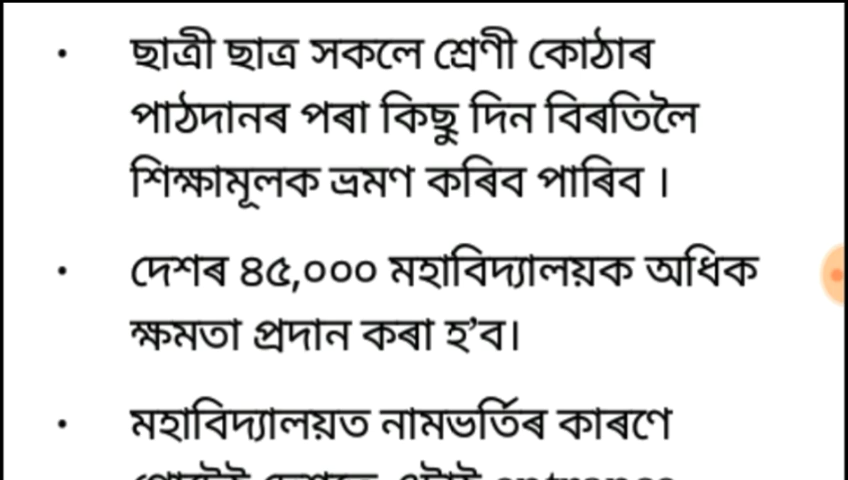 • ছাত্ৰী ছাত্ৰ সকলে শ্ৰেণী কোঠাৰ
পাঠদানৰ পৰা কিছু দিন বিৰতিলৈ
শিক্ষামূলক ভ্ৰমণ কৰিব পাৰিব ।
• দেশৰ ৪৫,০০০ মহাবিদ্যালয়ক অধিক
ক্ষমতা প্ৰদান কৰা হ’ব।
• মহাবিদ্যালয়ত নামভৰ্তিৰ কাৰণে